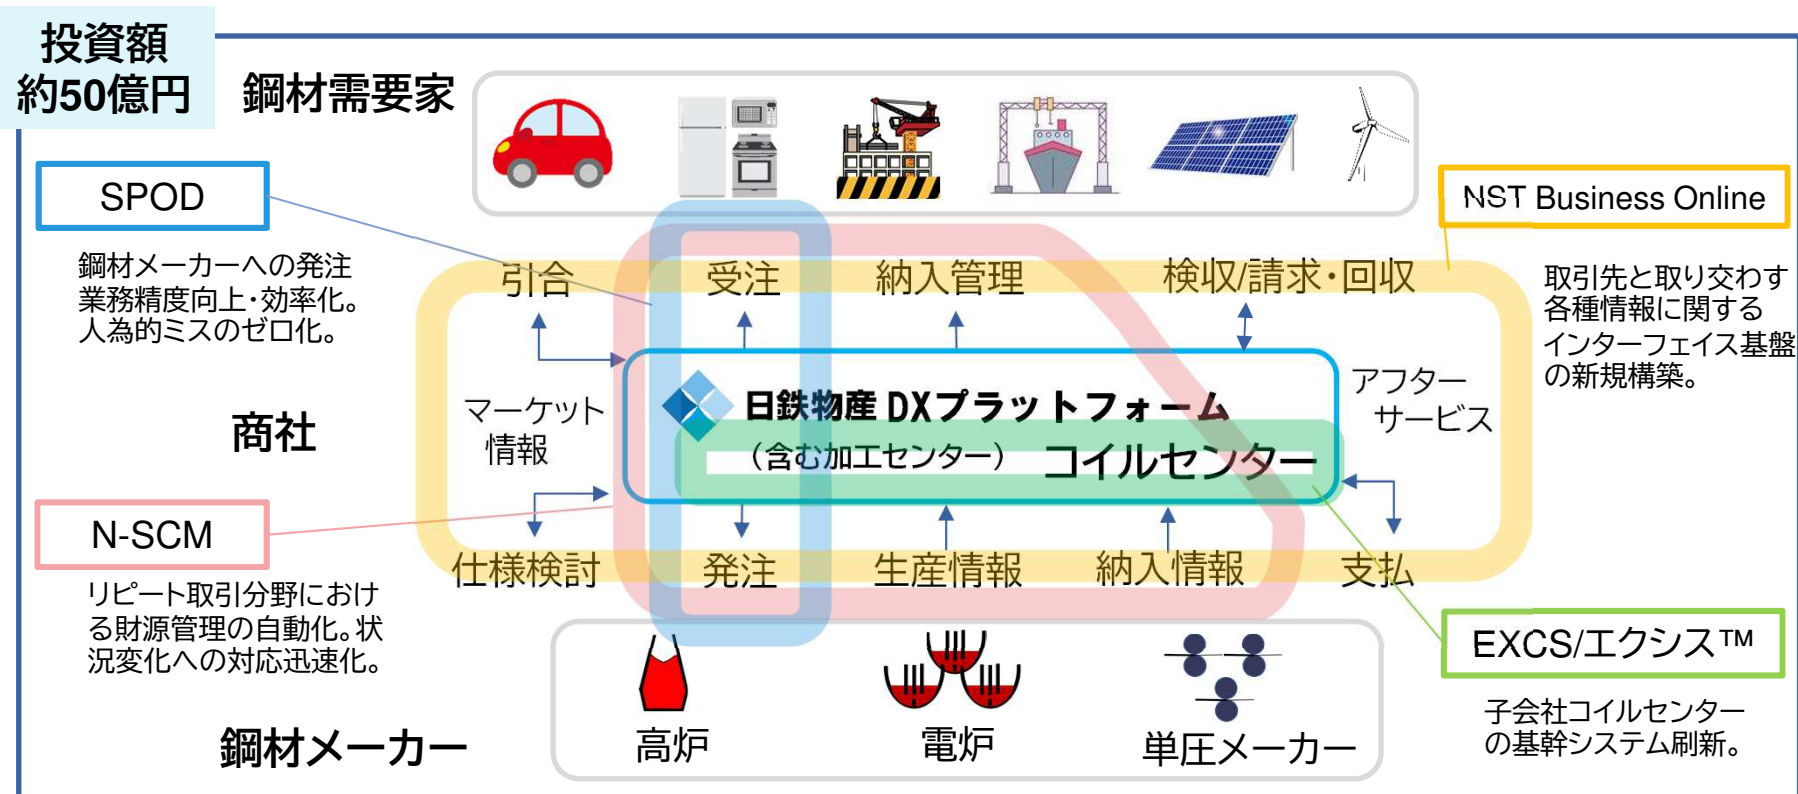 投資額
約50億円
鋼材需要家
SPOD
鋼材メーカーへの発注
業務精度向上・効率化。
人為的ミスのゼロ化。
NST Business Online
取引先と取り交わす
各種情報に関する
インターフェイス基盤
の新規構築。
引合
受注
納入管理
検収/請求・回収
商社
マーケット
情報
日鉄物産 DXプラットフォーム
（含む加工センター）
コイルセンター
アフター
サービス
N-SCM
リピート取引分野におけ
る財源管理の自動化。状
況変化への対応迅速化。
仕様検討
発注
生産情報
納入情報
支払
EXCS/エクシス™
子会社コイルセンター
の基幹システム刷新。
鋼材メーカー
高炉
電炉
単圧メーカー